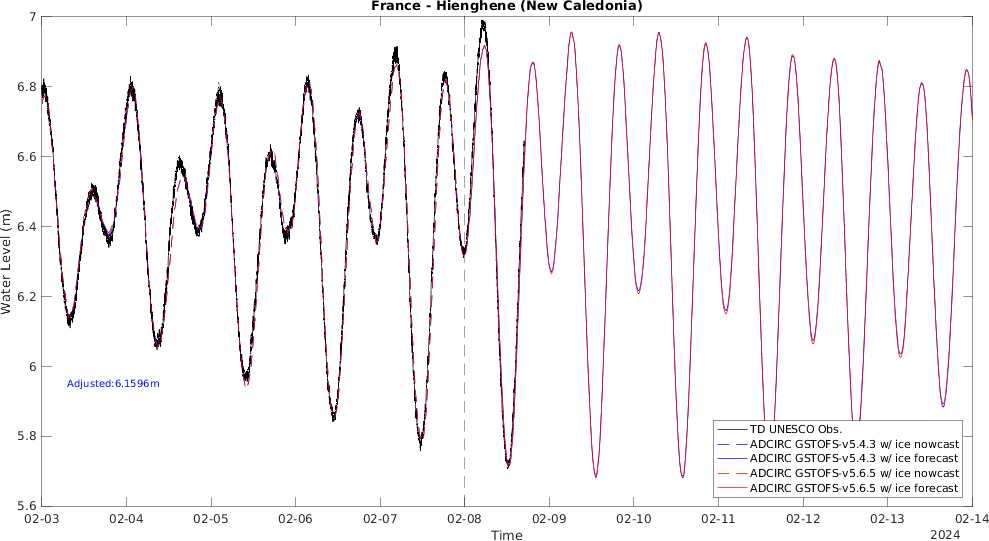 France - Hienghene (New Caledonia)
7
6.8
6.6
6.4
6.2
6
5.8
5.6
Water Level (m)
Adjusted:6.1596m
TD UNESCO Obs.
ADCIRC GSTOFS-v5.4.3 w/ ice nowcast
ADCIRC GSTOFS-v5.4.3 w/ ice forecast
ADCIRC GSTOFS-v5.6.5 w/ ice nowcast
ADCIRC GSTOFS-v5.6.5 w/ ice forecast
02-03 02-04 02-05 02-06 02-07 02-08 02-09 02-10 02-11 02-12 02-13 02-14
Time
2024